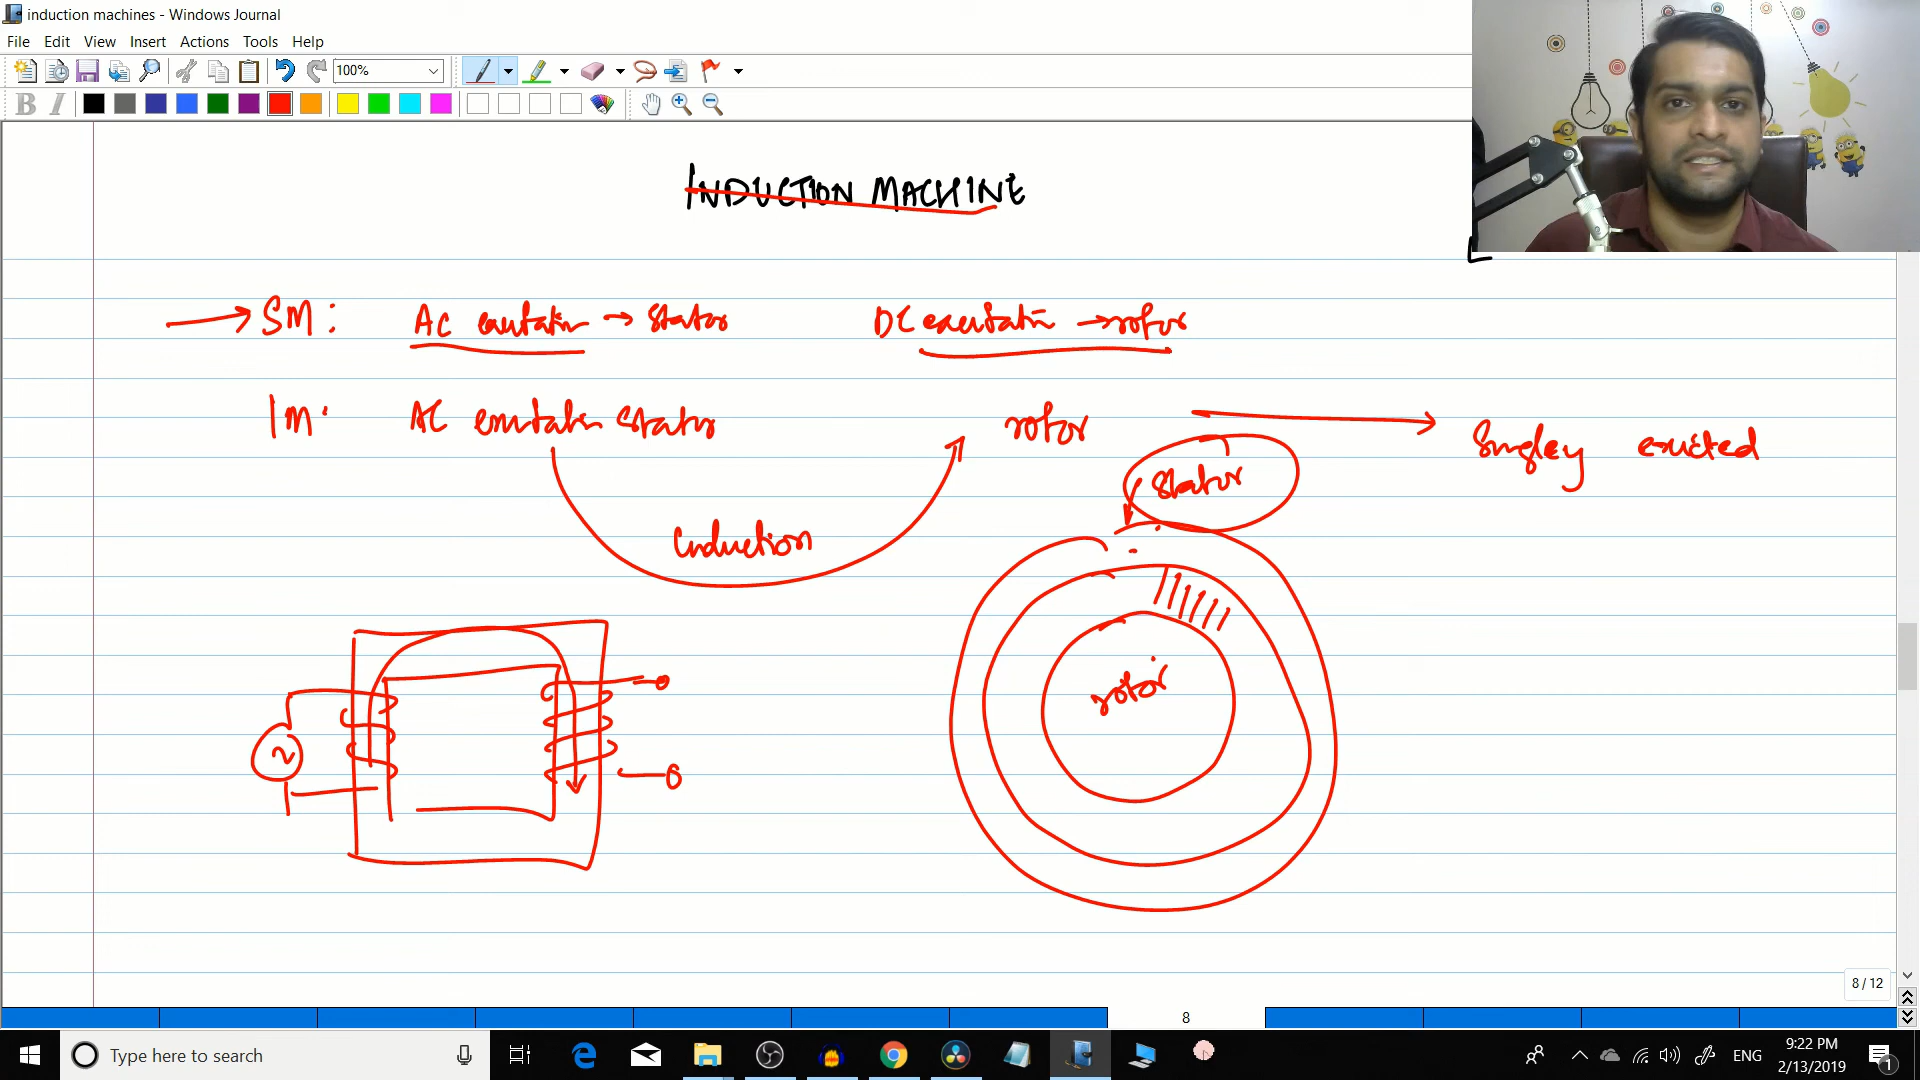 induction machines - Windows Journal
File Edit View Insert Actions Tools Help
100%
B I
INDUCTION MACHINE
SM: AC excitation → stator DC excitation → rotor
IM: AC excitation stator rotor
Singley excited
stator
induction
rotor
8 / 12
8
Type here to search
ENG
9:22 PM
2/13/2019
1